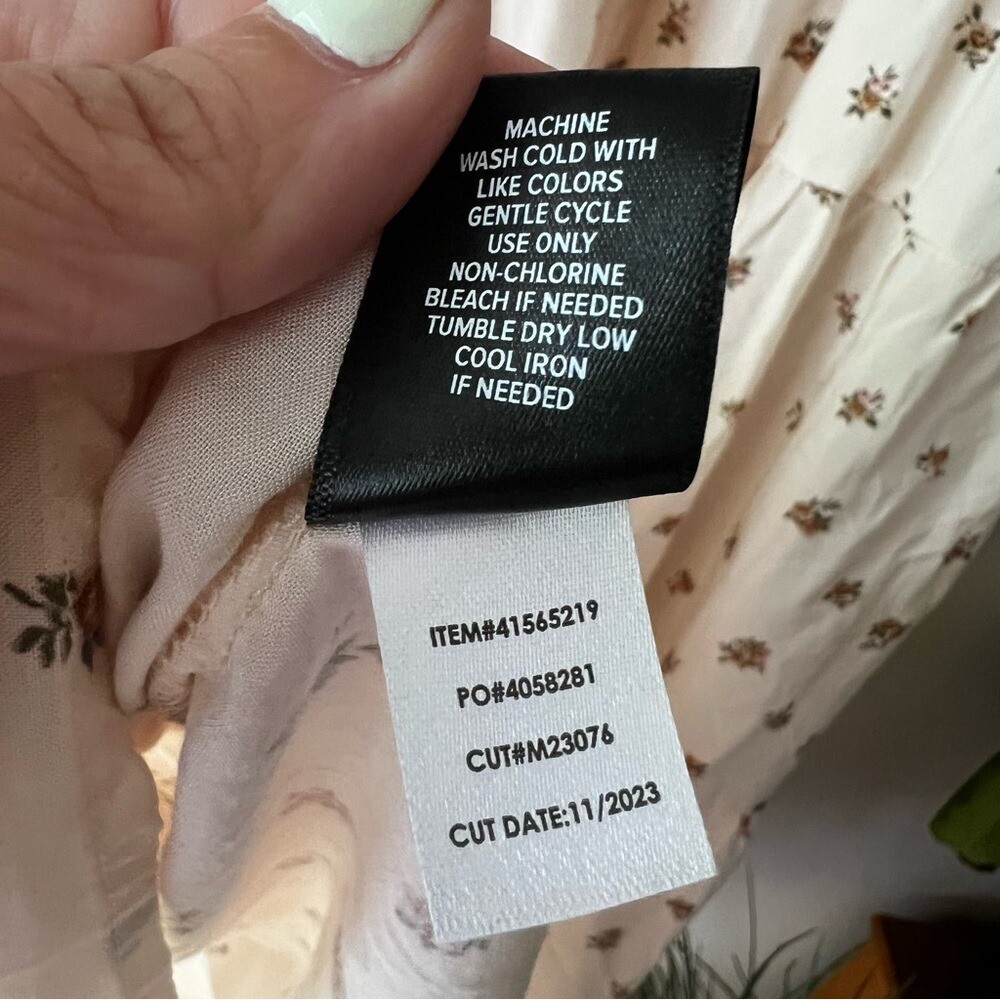 MACHINE
WASH COLD WITH
LIKE COLORS
GENTLE CYCLE
USE ONLY
NON-CHLORINE
BLEACH IF NEEDED
TUMBLE DRY LOW
COOL IRON
IF NEEDED
ITEM#41565219
PO#4058281
CUT#M23076
CUT DATE:11/2023